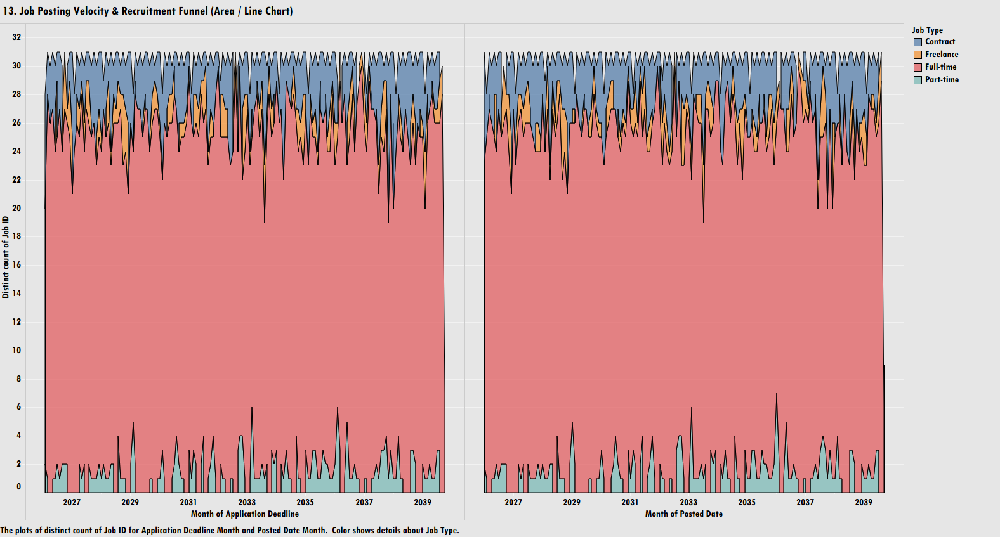 13. Job Posting Velocity & Recruitment Funnel (Area / Line Chart)
Job Type
Contract
Freelance
Full-time
Part-time
Distinct count of Job ID
32
30
28
26
24
22
20
18
16
14
12
10
8
6
4
2
0
2027 2029 2031 2033 2035 2037 2039
Month of Application Deadline
2027 2029 2031 2033 2035 2037 2039
Month of Posted Date
The plots of distinct count of Job ID for Application Deadline Month and Posted Date Month. Color shows details about Job Type.